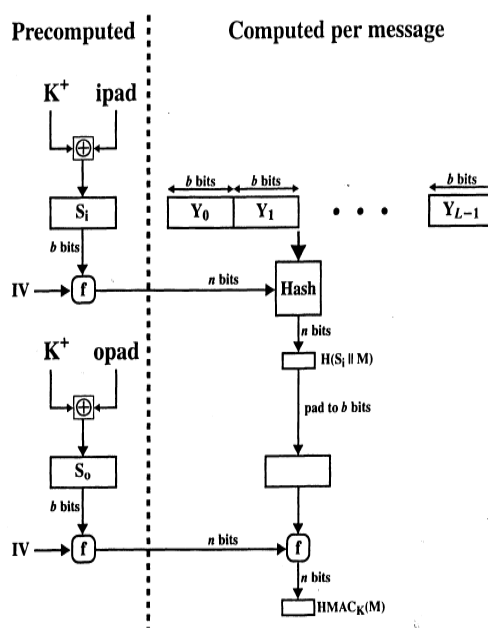 Precomputed
Computed per message
K+ ipad
⊕
Si
b bits
IV
f
n bits
b bits b bits b bits
Y0 Y1 • • • YL−1
Hash
n bits
H(Si || M)
pad to b bits
K+ opad
⊕
So
b bits
IV
f
n bits
f
n bits
HMACK(M)